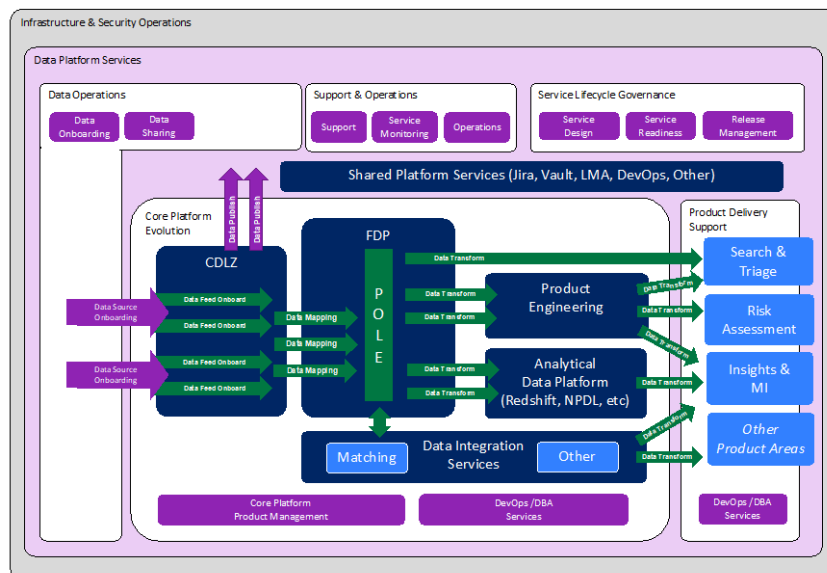 Infrastructure & Security Operations
Data Platform Services
Data Operations
Data
Onboarding
Data
Sharing
Support & Operations
Support
Service
Monitoring
Operations
Service Lifecycle Governance
Service
Design
Service
Readiness
Release
Management
Shared Platform Services (Jira, Vault, LMA, DevOps, Other)
Data Publish
Data Publish
Core Platform
Evolution
CDLZ
Data Source
Onboarding
Data Source
Onboarding
Data Feed Onboard
Data Feed Onboard
Data Feed Onboard
Data Feed Onboard
Data Mapping
Data Mapping
Data Mapping
FDP
P
O
L
E
Data Transform
Data Transform
Data Transform
Data Transform
Data Transform
Product
Engineering
Analytical
Data Platform
(Redshift, NPDL, etc)
Data Integration
Services
Matching
Other
Data Transform
Data Transform
Data Transform
Data Transform
Data Transform
Data Transform
Product Delivery
Support
Search &
Triage
Risk
Assessment
Insights &
MI
Other
Product Areas
Core Platform
Product Management
DevOps /DBA
Services
DevOps /DBA
Services